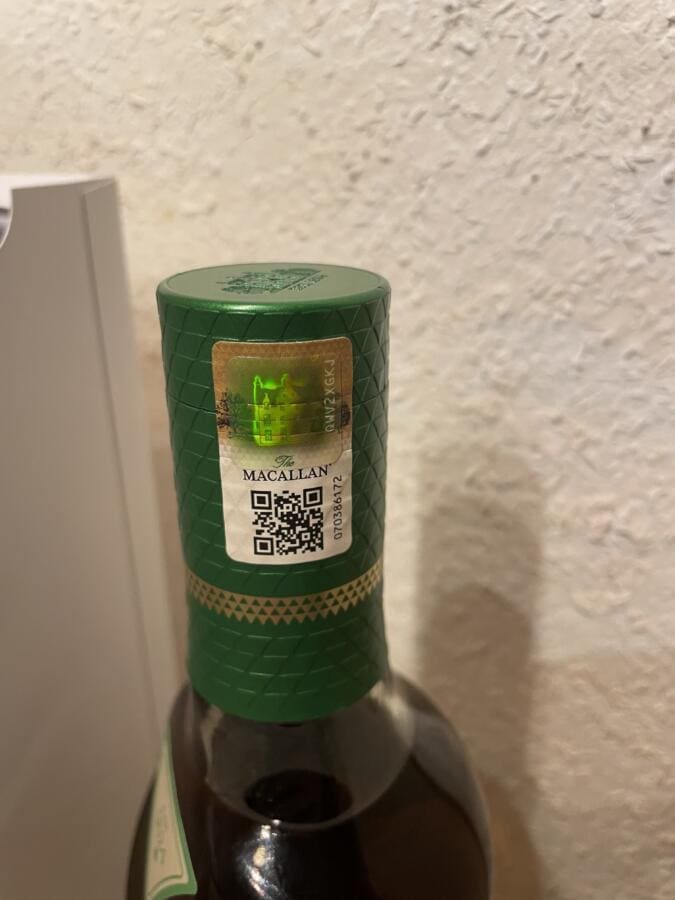 QWV2XGKJ
The
MACALLAN
070386172